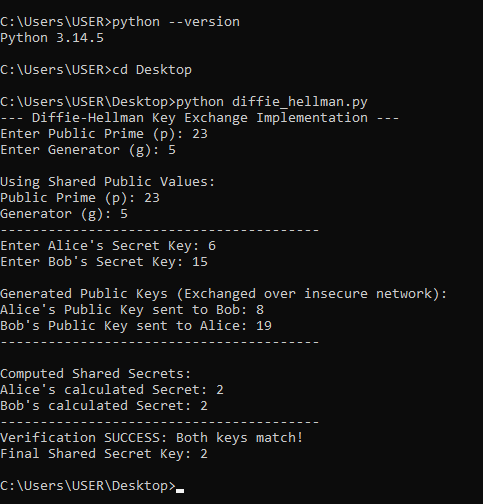 C:\Users\USER>python --version
Python 3.14.5
C:\Users\USER>cd Desktop
C:\Users\USER\Desktop>python diffie_hellman.py
--- Diffie-Hellman Key Exchange Implementation ---
Enter Public Prime (p): 23
Enter Generator (g): 5
Using Shared Public Values:
Public Prime (p): 23
Generator (g): 5
----------------------------------------
Enter Alice's Secret Key: 6
Enter Bob's Secret Key: 15
Generated Public Keys (Exchanged over insecure network):
Alice's Public Key sent to Bob: 8
Bob's Public Key sent to Alice: 19
----------------------------------------
Computed Shared Secrets:
Alice's calculated Secret: 2
Bob's calculated Secret: 2
----------------------------------------
Verification SUCCESS: Both keys match!
Final Shared Secret Key: 2
C:\Users\USER\Desktop>